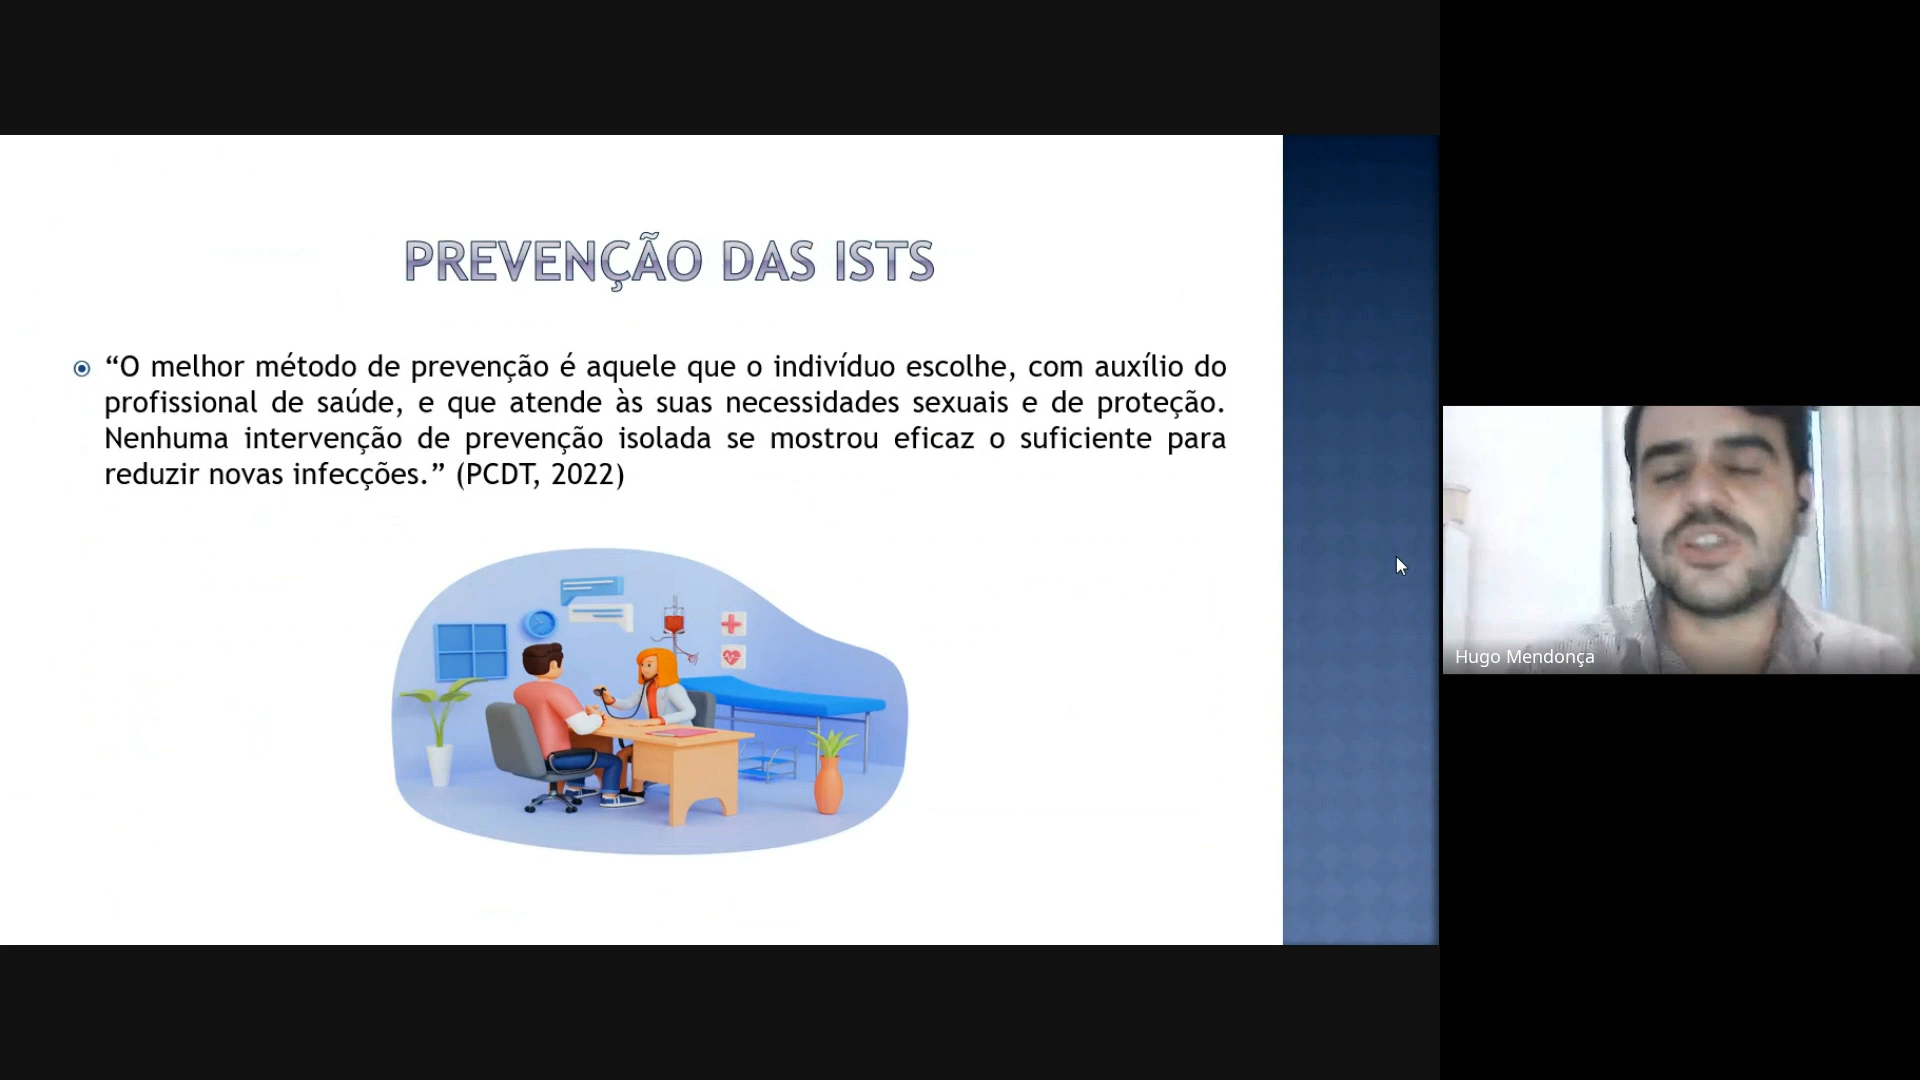 PREVENÇÃO DAS ISTS
“O melhor método de prevenção é aquele que o indivíduo escolhe, com auxílio do
profissional de saúde, e que atende às suas necessidades sexuais e de proteção.
Nenhuma intervenção de prevenção isolada se mostrou eficaz o suficiente para
reduzir novas infecções.” (PCDT, 2022)
Hugo Mendonça